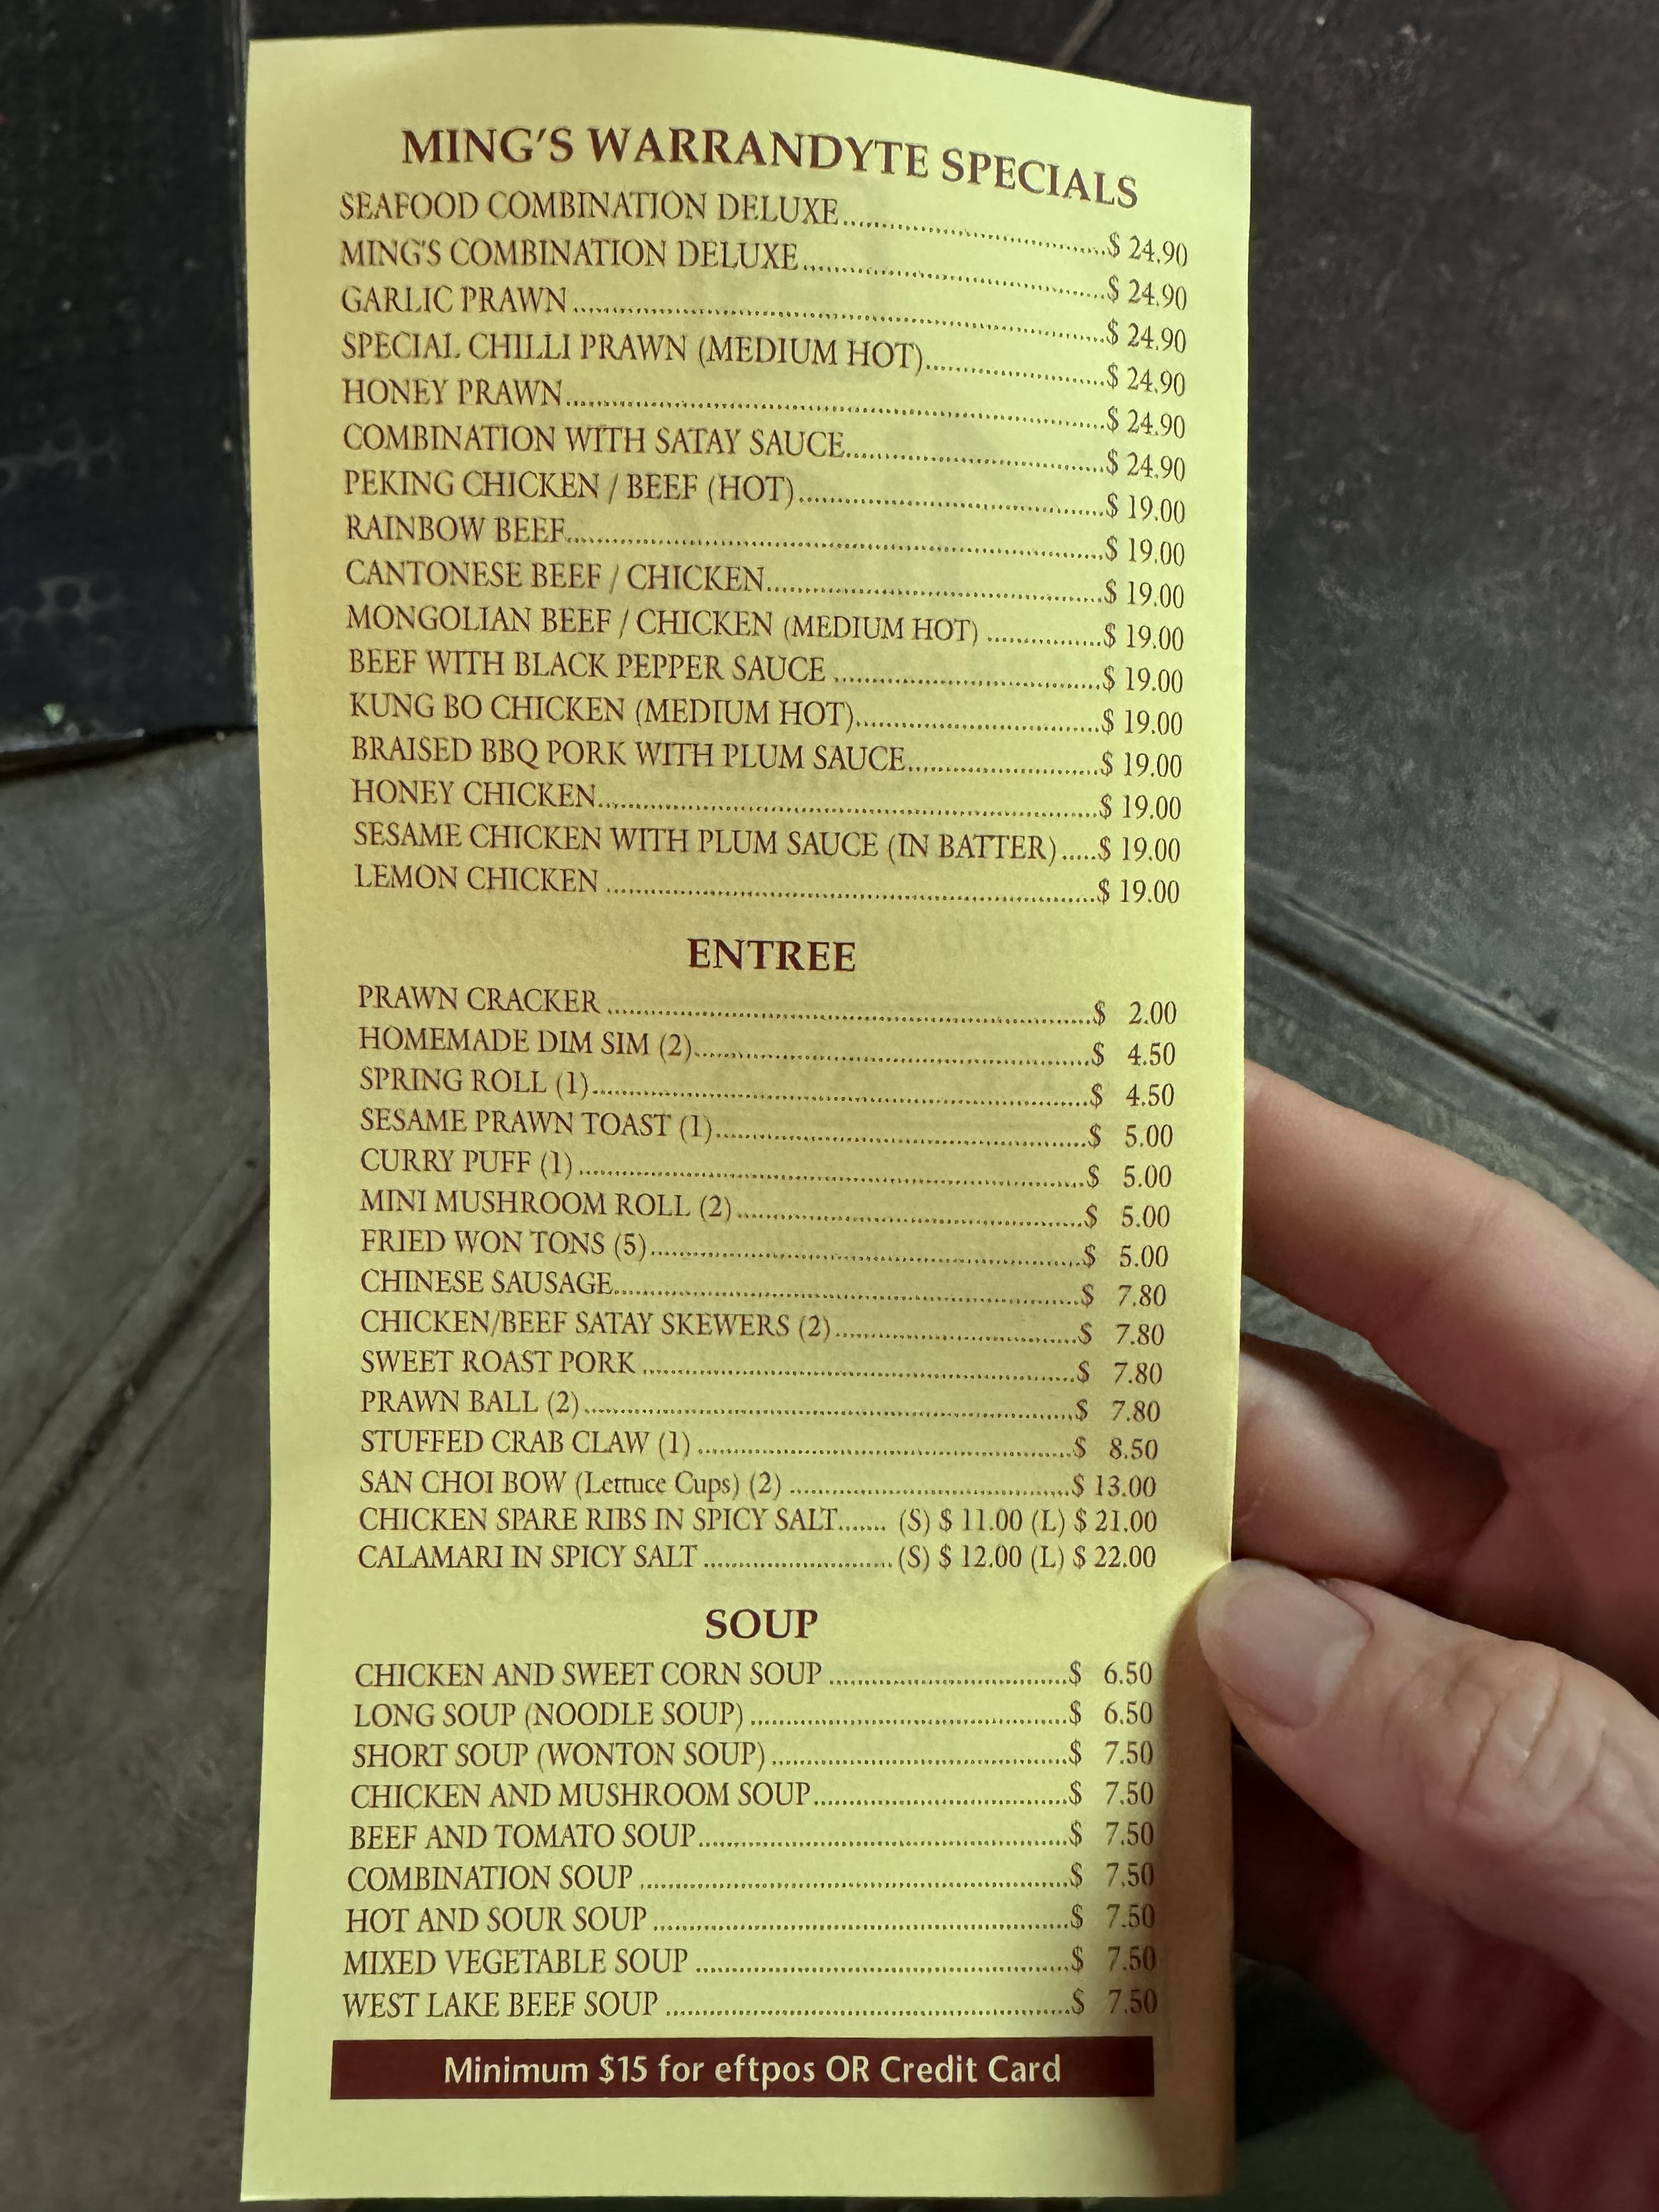 MING'S WARRANDYTE SPECIALS
SEAFOOD COMBINATION DELUXE $ 24.90
MING'S COMBINATION DELUXE $ 24.90
GARLIC PRAWN $ 24.90
SPECIAL CHILLI PRAWN (MEDIUM HOT) $ 24.90
HONEY PRAWN $ 24.90
COMBINATION WITH SATAY SAUCE $ 24.90
PEKING CHICKEN / BEEF (HOT) $ 19.00
RAINBOW BEEF $ 19.00
CANTONESE BEEF / CHICKEN $ 19.00
MONGOLIAN BEEF / CHICKEN (MEDIUM HOT) $ 19.00
BEEF WITH BLACK PEPPER SAUCE $ 19.00
KUNG BO CHICKEN (MEDIUM HOT) $ 19.00
BRAISED BBQ PORK WITH PLUM SAUCE $ 19.00
HONEY CHICKEN $ 19.00
SESAME CHICKEN WITH PLUM SAUCE (IN BATTER) $ 19.00
LEMON CHICKEN $ 19.00
ENTREE
PRAWN CRACKER $ 2.00
HOMEMADE DIM SIM (2) $ 4.50
SPRING ROLL (1) $ 4.50
SESAME PRAWN TOAST (1) $ 5.00
CURRY PUFF (1) $ 5.00
MINI MUSHROOM ROLL (2) $ 5.00
FRIED WON TONS (5) $ 5.00
CHINESE SAUSAGE $ 7.80
CHICKEN/BEEF SATAY SKEWERS (2) $ 7.80
SWEET ROAST PORK $ 7.80
PRAWN BALL (2) $ 7.80
STUFFED CRAB CLAW (1) $ 8.50
SAN CHOI BOW (Lettuce Cups) (2) $ 13.00
CHICKEN SPARE RIBS IN SPICY SALT (S) $ 11.00 (L) $ 21.00
CALAMARI IN SPICY SALT (S) $ 12.00 (L) $ 22.00
SOUP
CHICKEN AND SWEET CORN SOUP $ 6.50
LONG SOUP (NOODLE SOUP) $ 6.50
SHORT SOUP (WONTON SOUP) $ 7.50
CHICKEN AND MUSHROOM SOUP $ 7.50
BEEF AND TOMATO SOUP $ 7.50
COMBINATION SOUP $ 7.50
HOT AND SOUR SOUP $ 7.50
MIXED VEGETABLE SOUP $ 7.50
WEST LAKE BEEF SOUP $ 7.50
Minimum $15 for eftpos OR Credit Card